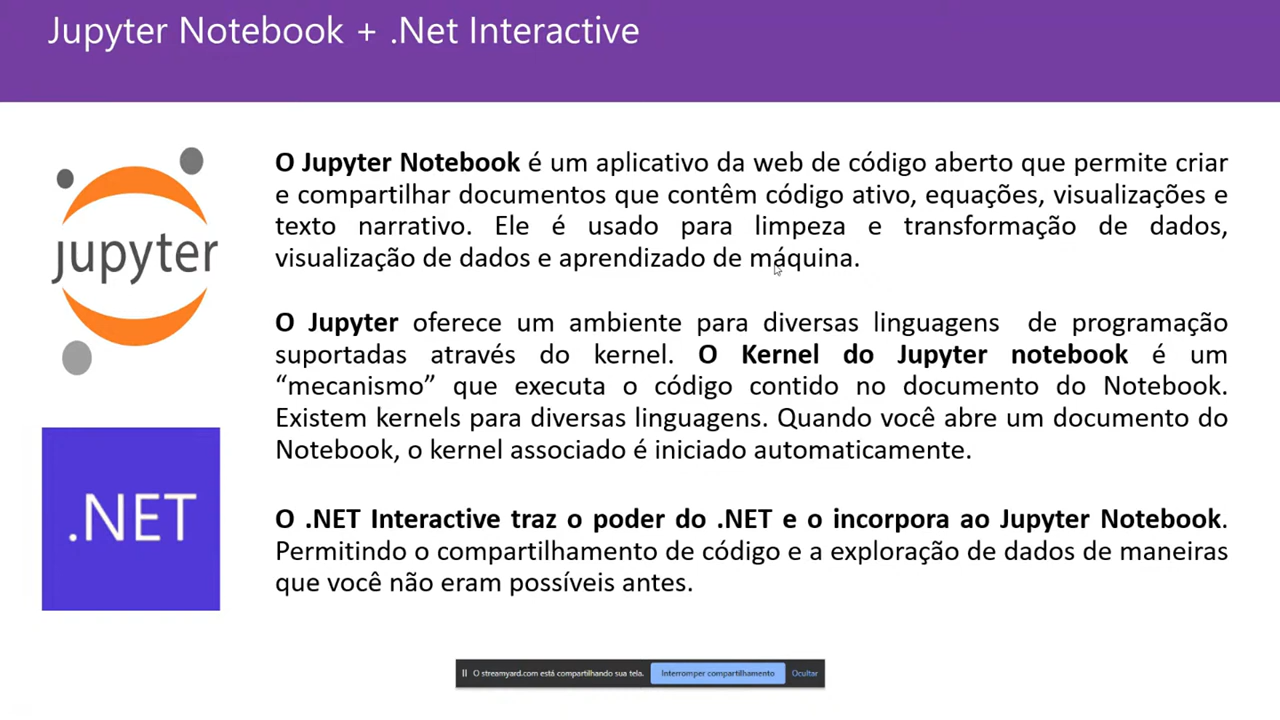 Jupyter Notebook + .Net Interactive
O Jupyter Notebook é um aplicativo da web de código aberto que permite criar
e compartilhar documentos que contêm código ativo, equações, visualizações e
texto narrativo. Ele é usado para limpeza e transformação de dados,
visualização de dados e aprendizado de máquina.
jupyter
O Jupyter oferece um ambiente para diversas linguagens de programação
suportadas através do kernel. O Kernel do Jupyter notebook é um
“mecanismo” que executa o código contido no documento do Notebook.
Existem kernels para diversas linguagens. Quando você abre um documento do
Notebook, o kernel associado é iniciado automaticamente.
.NET
O .NET Interactive traz o poder do .NET e o incorpora ao Jupyter Notebook.
Permitindo o compartilhamento de código e a exploração de dados de maneiras
que você não eram possíveis antes.
O streamyard.com está compartilhando sua tela. Interromper compartilhamento Ocultar